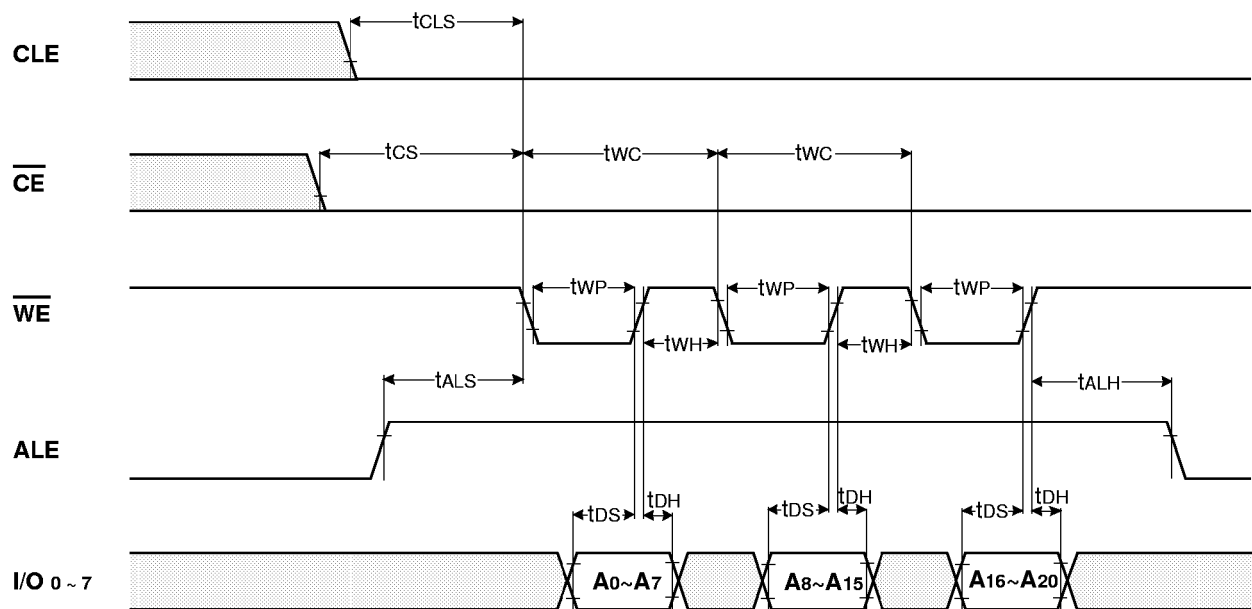 tCLS
CLE
tCS tWC tWC
CE
tWP tWP tWP
WE
tWH tWH
tALS tALH
ALE
tDS tDH tDS tDH tDS tDH
I/O 0 ~ 7 A0~A7 A8~A15 A16~A20